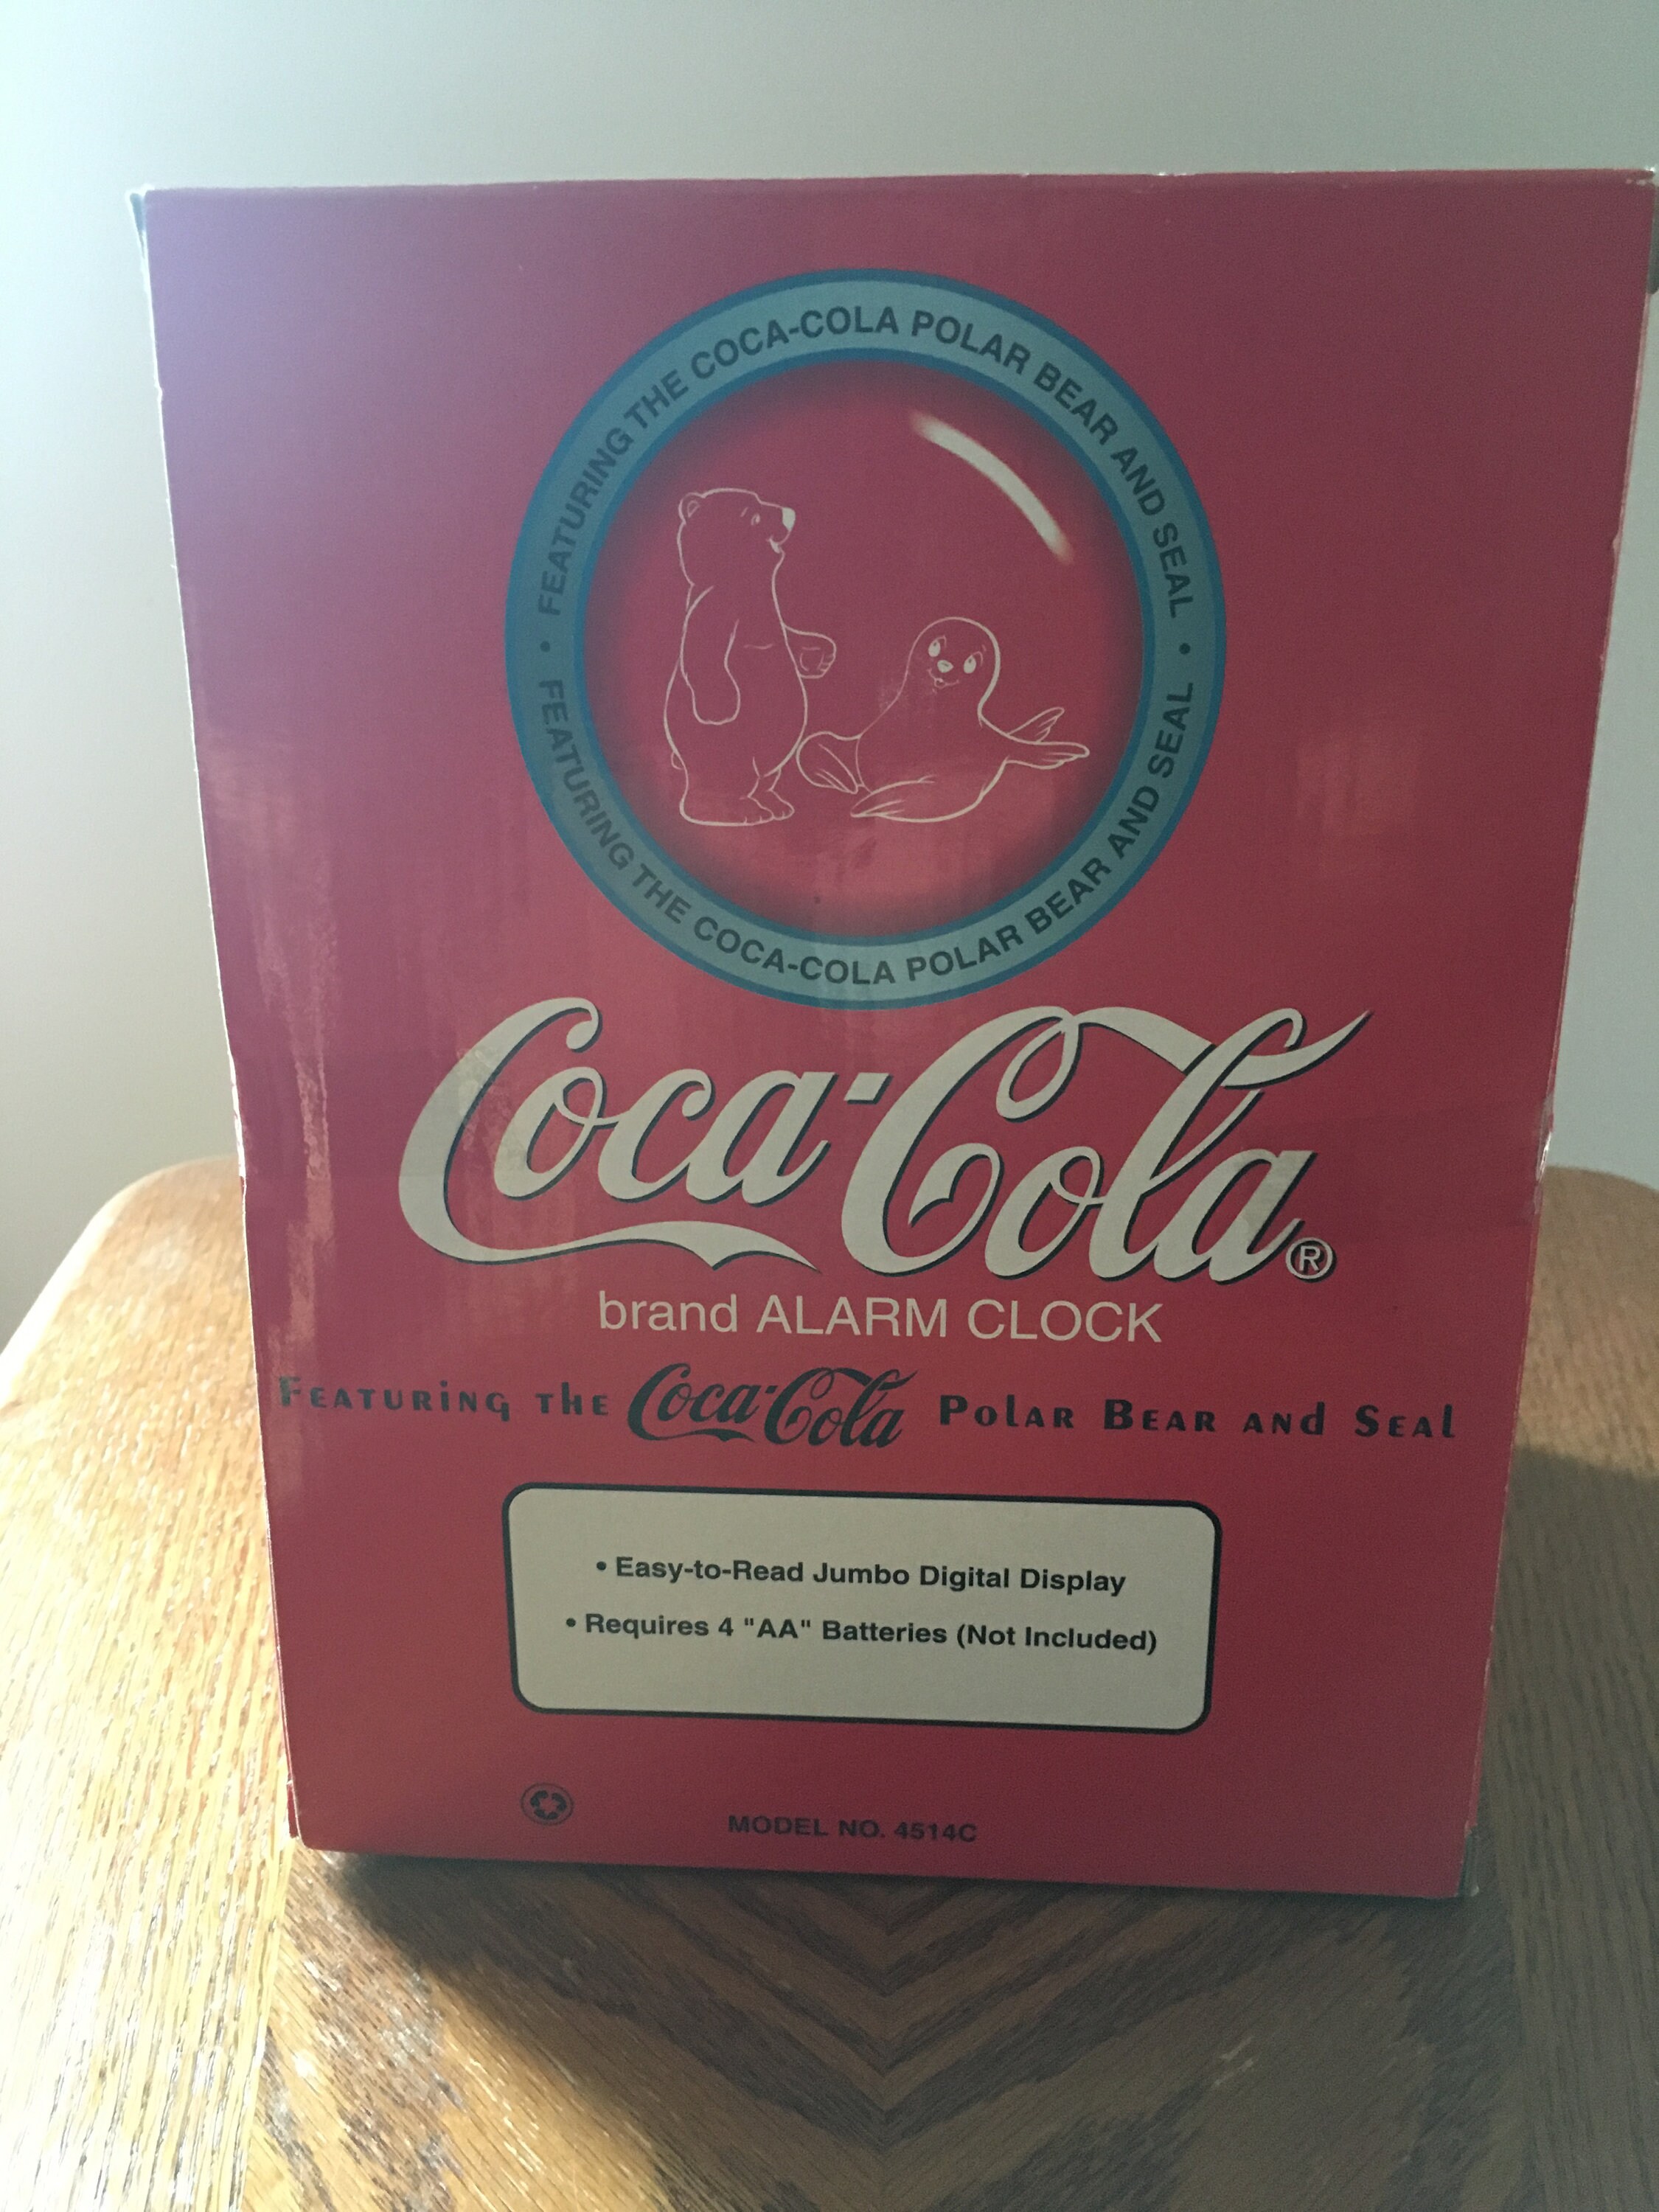 • FEATURING THE COCA-COLA POLAR BEAR AND SEAL •
FEATURING THE COCA-COLA POLAR BEAR AND SEAL
Coca-Cola®
brand ALARM CLOCK
Featuring the Coca-Cola Polar Bear and Seal
• Easy-to-Read Jumbo Digital Display
• Requires 4 "AA" Batteries (Not Included)
MODEL NO. 4514C